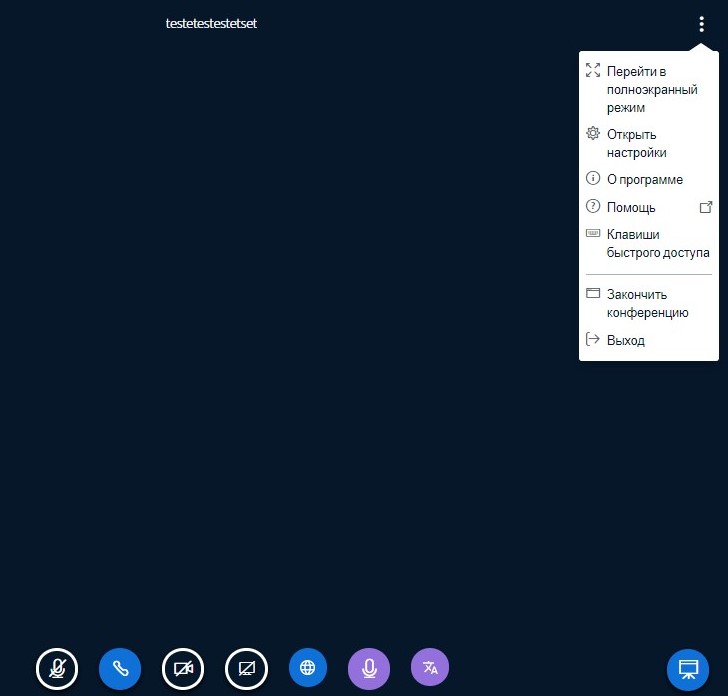 testetestestetset
Перейти в
полноэкранный
режим
Открыть
настройки
О программе
Помощь
Клавиши
быстрого доступа
Закончить
конференцию
Выход